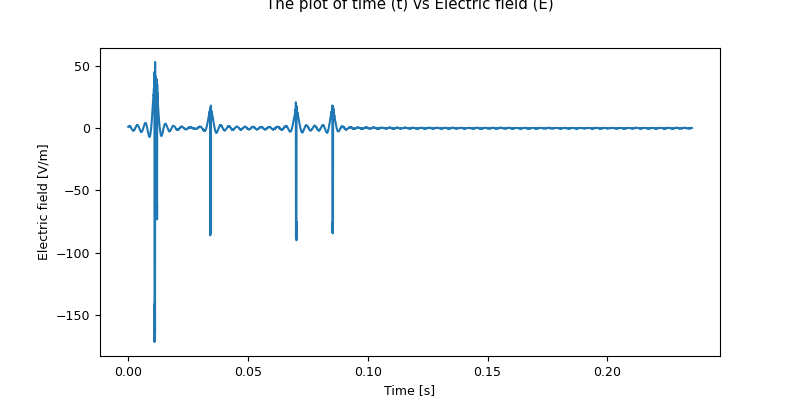 The plot of time (t) vs Electric field (E)
50
0
−50
−100
−150
Electric field [V/m]
0.00 0.05 0.10 0.15 0.20
Time [s]